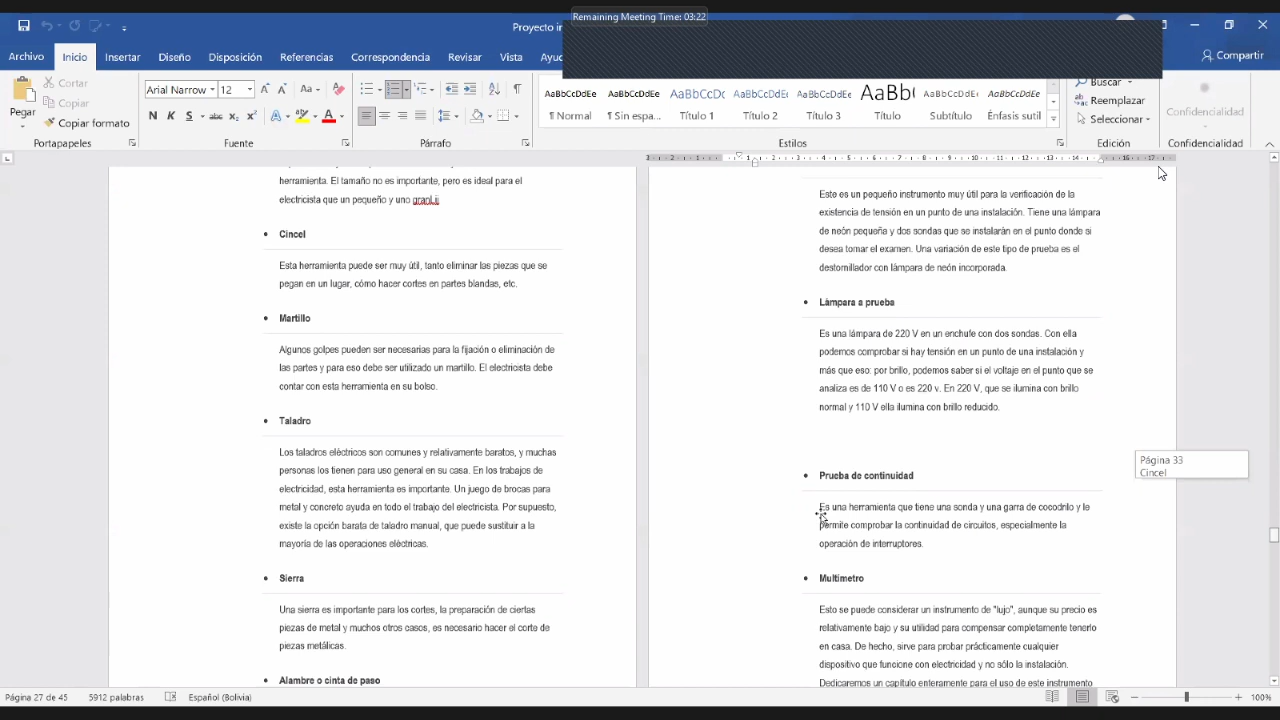 Remaining Meeting Time: 03:22
Proyecto in
Archivo Inicio Insertar Diseño Disposición Referencias Correspondencia Revisar Vista Ayu
Compartir
Cortar
Copiar
Copiar formato
Pegar
Arial Narrow 12
Portapapeles Fuente Párrafo Estilos Edición Confidencialidad
AaBbCcDdEe AaBbCcDdEe AaBbCcDc AaBbCcDdEe AaBbCcDdEe AaBb( AaBbCcDdEe AaBbCcDdEe
¶ Normal ¶ Sin espa... Título 1 Título 2 Título 3 Título Subtítulo Énfasis sutil
Buscar
Reemplazar
Seleccionar
Confidencialidad
herramienta. El tamaño no es importante, pero es ideal para el
electricista que un pequeño y uno granLij
Cincel
Esta herramienta puede ser muy útil, tanto eliminar las piezas que se
pegan en un lugar, cómo hacer cortes en partes blandas, etc.
Martillo
Algunos golpes pueden ser necesarias para la fijación o eliminación de
las partes y para eso debe ser utilizado un martillo. El electricista debe
contar con esta herramienta en su bolso.
Taladro
Los taladros eléctricos son comunes y relativamente baratos, y muchas
personas los tienen para uso general en su casa. En los trabajos de
electricidad, esta herramienta es importante. Un juego de brocas para
metal y concreto ayuda en todo el trabajo del electricista. Por supuesto,
existe la opción barata de taladro manual, que puede sustituir a la
mayoría de las operaciones eléctricas.
Sierra
Una sierra es importante para los cortes, la preparación de ciertas
piezas de metal y muchos otros casos, es necesario hacer el corte de
piezas metálicas.
Alambre o cinta de paso
Este es un pequeño instrumento muy útil para la verificación de la
existencia de tensión en un punto de una instalación. Tiene una lámpara
de neón pequeña y dos sondas que se instalarán en el punto donde si
desea tomar el examen. Una variación de este tipo de prueba es el
destornillador con lámpara de neón incorporada.
Lámpara a prueba
Es una lámpara de 220 V en un enchufe con dos sondas. Con ella
podemos comprobar si hay tensión en un punto de una instalación y
más que eso: por brillo, podemos saber si el voltaje en el punto que se
analiza es de 110 V o es 220 v. En 220 V, que se ilumina con brillo
normal y 110 V ella ilumina con brillo reducido.
Prueba de continuidad
Es una herramienta que tiene una sonda y una garra de cocodrilo y le
permite comprobar la continuidad de circuitos, especialmente la
operación de interruptores.
Multímetro
Esto se puede considerar un instrumento de "lujo", aunque su precio es
relativamente bajo y su utilidad para compensar completamente tenerlo
en casa. De hecho, sirve para probar prácticamente cualquier
dispositivo que funcione con electricidad y no sólo la instalación.
Dedicaremos un capítulo enteramente para el uso de este instrumento
Página 33
Cincel
Página 27 de 45 5912 palabras Español (Bolivia) 100%